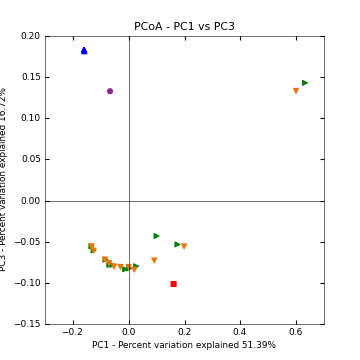 PCoA - PC1 vs PC3
0.20
0.15
0.10
0.05
0.00
−0.05
−0.10
−0.15
PC3 - Percent variation explained 16.72%
−0.2 0.0 0.2 0.4 0.6
PC1 - Percent variation explained 51.39%